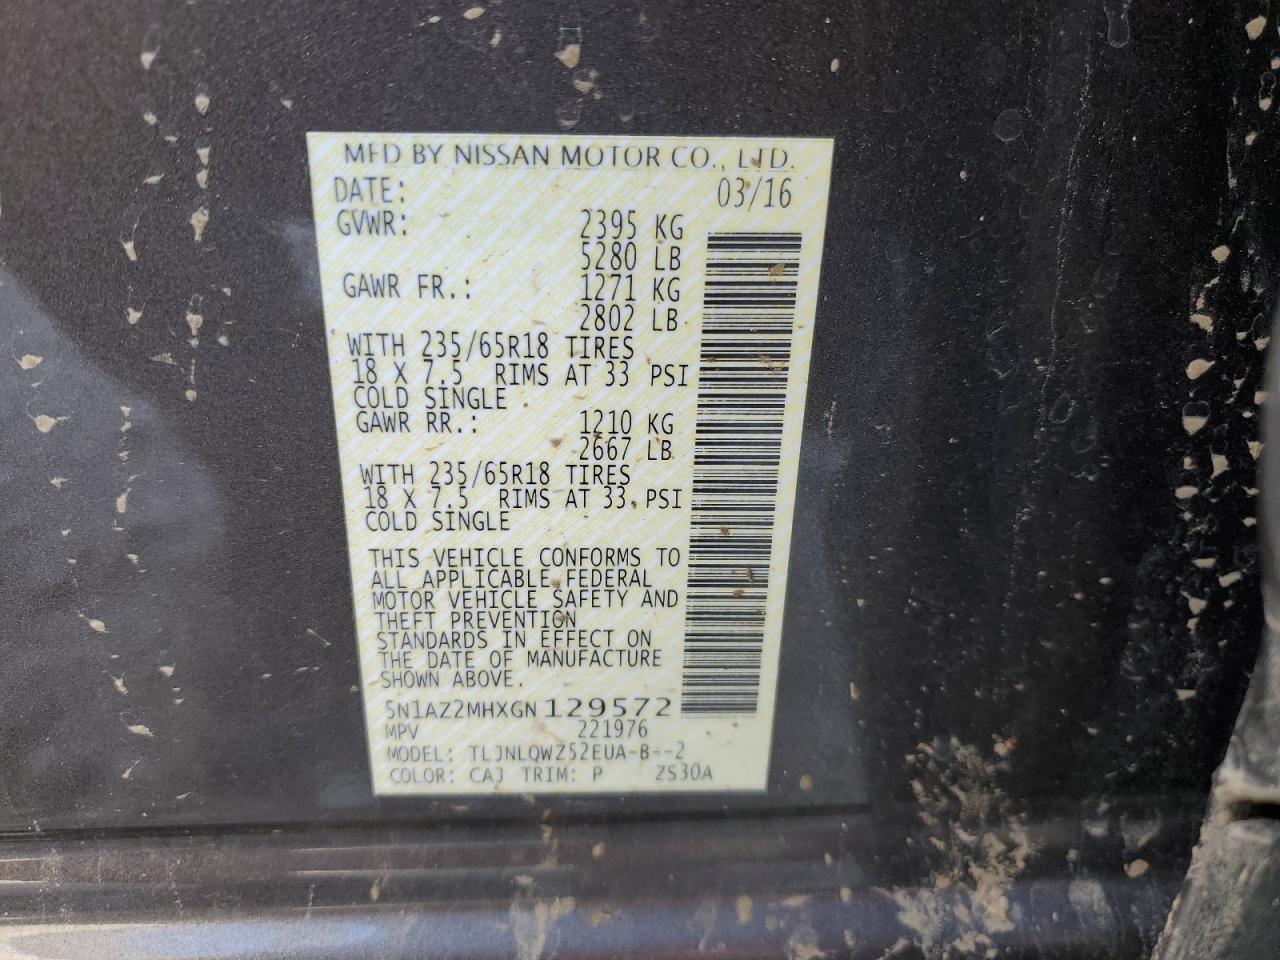 MFD BY NISSAN MOTOR CO., LTD.
DATE: 03/16
GVWR: 2395 KG
5280 LB
GAWR FR.: 1271 KG
2802 LB
WITH 235/65R18 TIRES
18 X 7.5 RIMS AT 33 PSI
COLD SINGLE
GAWR RR.: 1210 KG
2667 LB
WITH 235/65R18 TIRES
18 X 7.5 RIMS AT 33 PSI
COLD SINGLE
THIS VEHICLE CONFORMS TO
ALL APPLICABLE FEDERAL
MOTOR VEHICLE SAFETY AND
THEFT PREVENTION
STANDARDS IN EFFECT ON
THE DATE OF MANUFACTURE
SHOWN ABOVE.
5N1AZ2MHXGN129572
MPV 221976
MODEL: TLJNLQWZ52EUA-B--2
COLOR: CAJ TRIM: P ZS30A